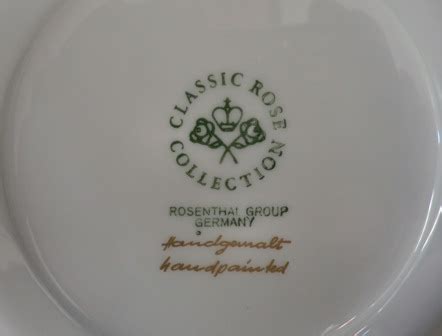 CLASSIC ROSE
COLLECTION
ROSENTHAL GROUP
GERMANY
Handgemalt
handpainted